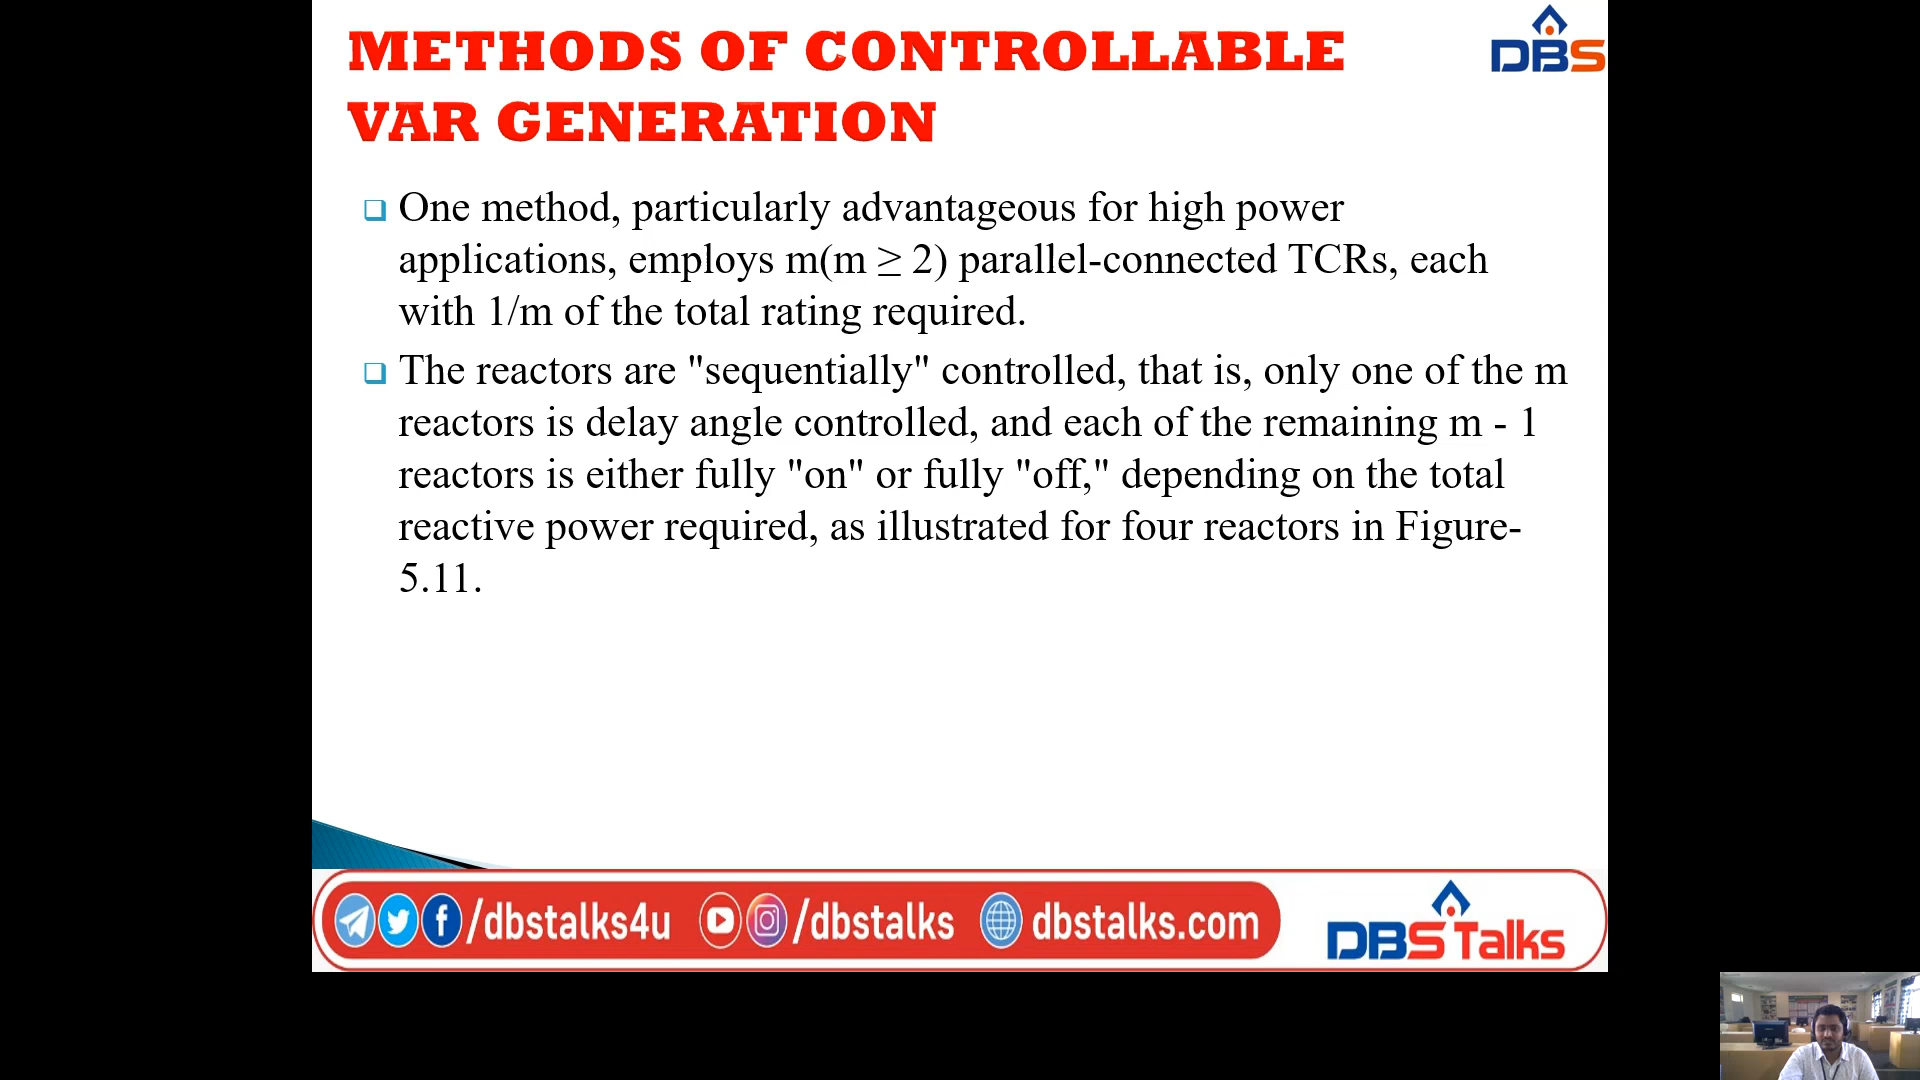 METHODS OF CONTROLLABLE
VAR GENERATION
DBS
One method, particularly advantageous for high power
applications, employs m(m ≥ 2) parallel-connected TCRs, each
with 1/m of the total rating required.
The reactors are "sequentially" controlled, that is, only one of the m
reactors is delay angle controlled, and each of the remaining m - 1
reactors is either fully "on" or fully "off," depending on the total
reactive power required, as illustrated for four reactors in Figure-
5.11.
/dbstalks4u /dbstalks dbstalks.com
DBS Talks